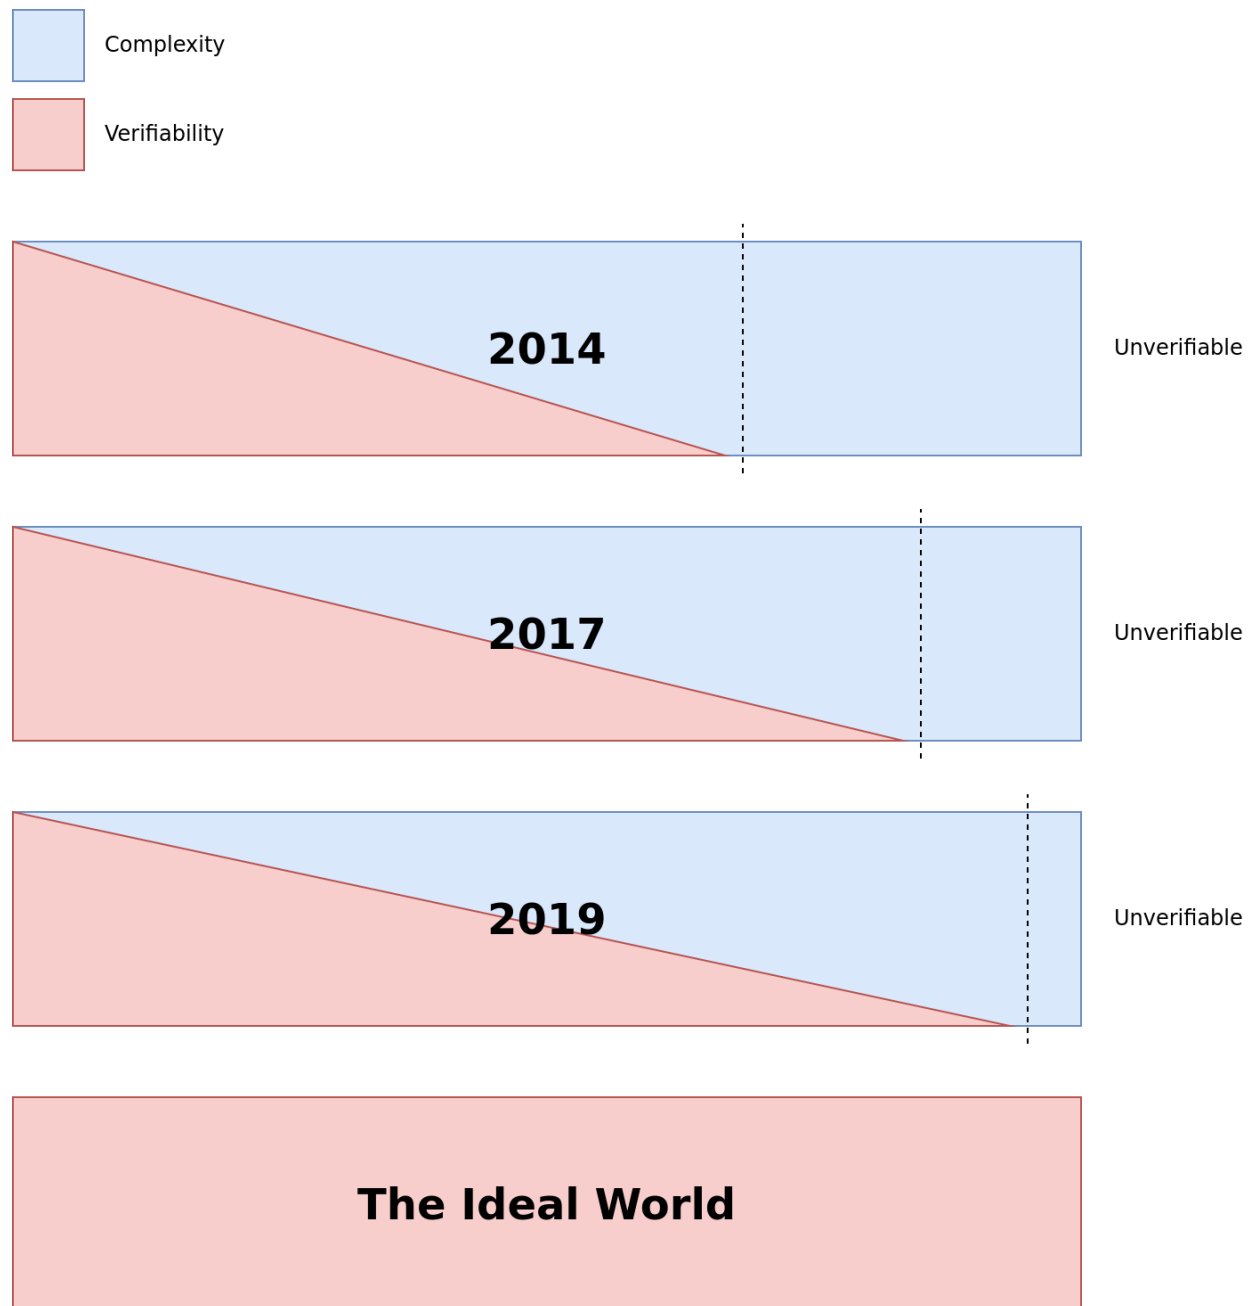 Complexity
Verifiability
2014
Unverifiable
2017
Unverifiable
2019
Unverifiable
The Ideal World